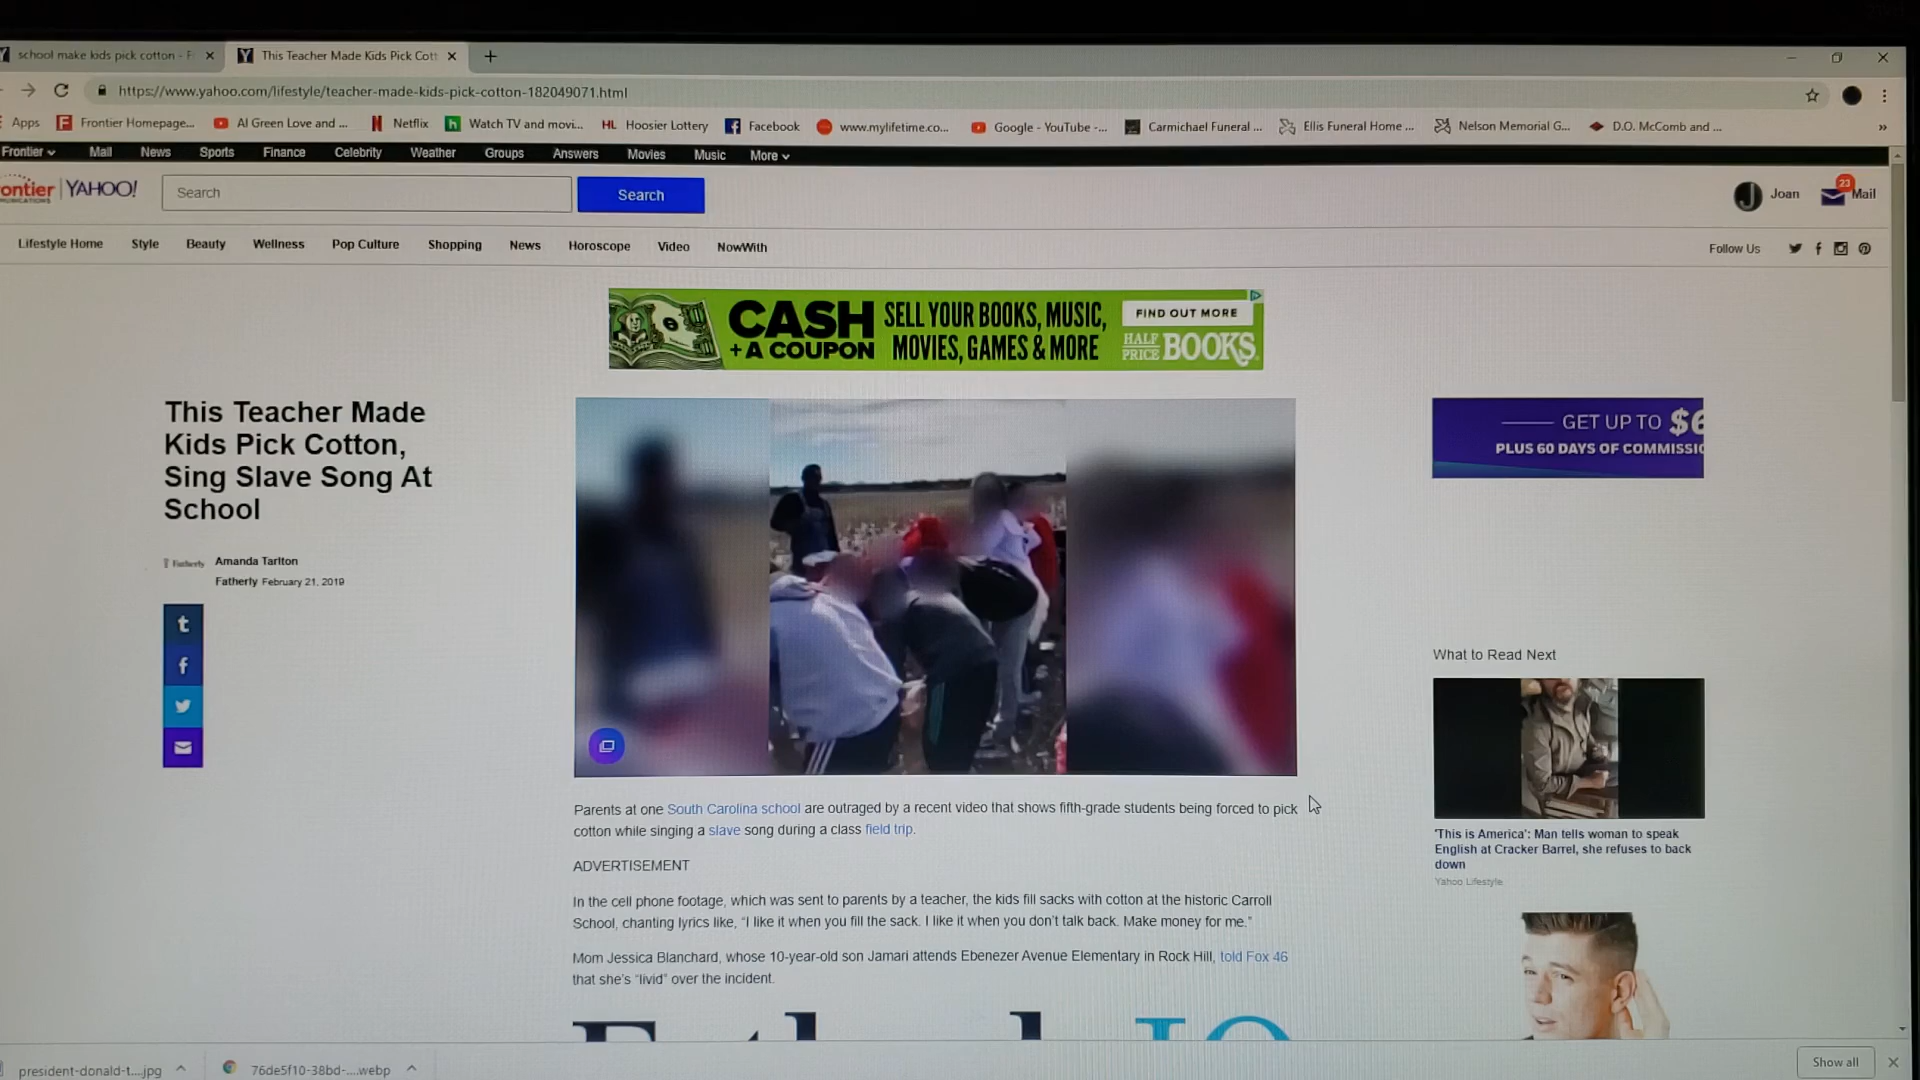 school make kids pick cotton - F
This Teacher Made Kids Pick Cott
https://www.yahoo.com/lifestyle/teacher-made-kids-pick-cotton-182049071.html
Apps Frontier Homepage... Al Green Love and ... Netflix Watch TV and movi... HL Hoosier Lottery Facebook www.mylifetime.co... Google - YouTube -... Carmichael Funeral ... Ellis Funeral Home ... Nelson Memorial G... D.O. McComb and ... »
Frontier Mail News Sports Finance Celebrity Weather Groups Answers Movies Music More
ontier YAHOO! Search Search Joan 23 Mail
Lifestyle Home Style Beauty Wellness Pop Culture Shopping News Horoscope Video NowWith Follow Us
CASH
+ A COUPON
SELL YOUR BOOKS, MUSIC,
MOVIES, GAMES & MORE
FIND OUT MORE
HALF PRICE BOOKS
This Teacher Made
Kids Pick Cotton,
Sing Slave Song At
School
Fatherly Amanda Tarlton
Fatherly February 21, 2019
GET UP TO $6
PLUS 60 DAYS OF COMMISSIO
Parents at one South Carolina school are outraged by a recent video that shows fifth-grade students being forced to pick
cotton while singing a slave song during a class field trip.
ADVERTISEMENT
In the cell phone footage, which was sent to parents by a teacher, the kids fill sacks with cotton at the historic Carroll
School, chanting lyrics like, “I like it when you fill the sack. I like it when you don’t talk back. Make money for me.”
Mom Jessica Blanchard, whose 10-year-old son Jamari attends Ebenezer Avenue Elementary in Rock Hill, told Fox 46
that she’s “livid” over the incident.
What to Read Next
'This is America': Man tells woman to speak
English at Cracker Barrel, she refuses to back
down
Yahoo Lifestyle
president-donald-t....jpg 76de5f10-38bd-....webp Show all